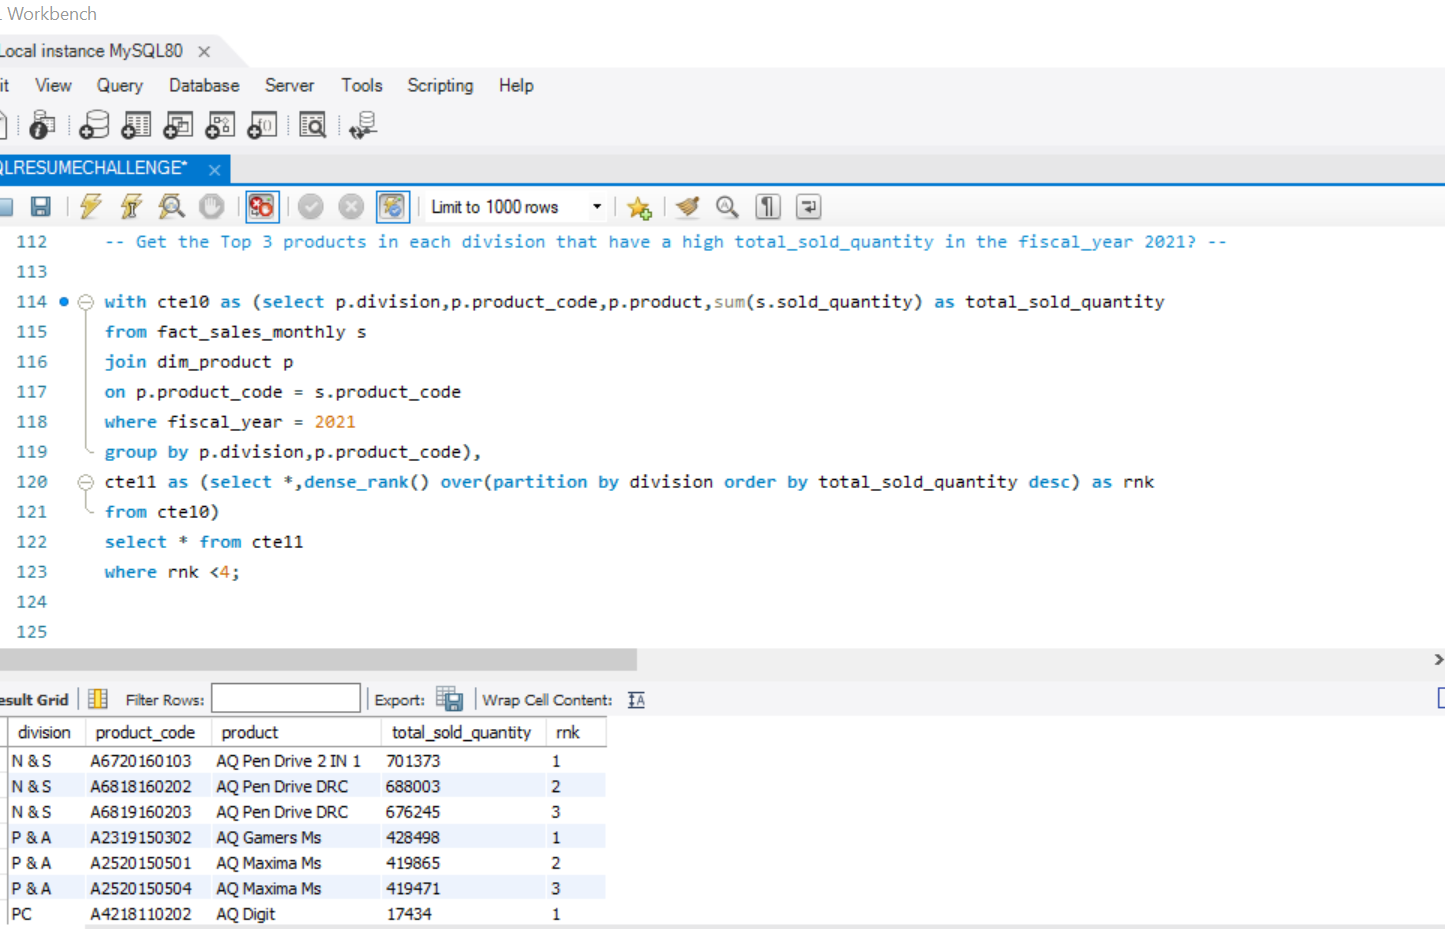 Workbench
Local instance MySQL80
View Query Database Server Tools Scripting Help
QLRESUMECHALLENGE*
Limit to 1000 rows
112 -- Get the Top 3 products in each division that have a high total_sold_quantity in the fiscal_year 2021? --
113
114 with cte10 as (select p.division,p.product_code,p.product,sum(s.sold_quantity) as total_sold_quantity
115 from fact_sales_monthly s
116 join dim_product p
117 on p.product_code = s.product_code
118 where fiscal_year = 2021
119 group by p.division,p.product_code),
120 cte11 as (select *,dense_rank() over(partition by division order by total_sold_quantity desc) as rnk
121 from cte10)
122 select * from cte11
123 where rnk <4;
124
125
esult Grid Filter Rows: Export: Wrap Cell Content:
division product_code product total_sold_quantity rnk
N & S A6720160103 AQ Pen Drive 2 IN 1 701373 1
N & S A6818160202 AQ Pen Drive DRC 688003 2
N & S A6819160203 AQ Pen Drive DRC 676245 3
P & A A2319150302 AQ Gamers Ms 428498 1
P & A A2520150501 AQ Maxima Ms 419865 2
P & A A2520150504 AQ Maxima Ms 419471 3
PC A4218110202 AQ Digit 17434 1